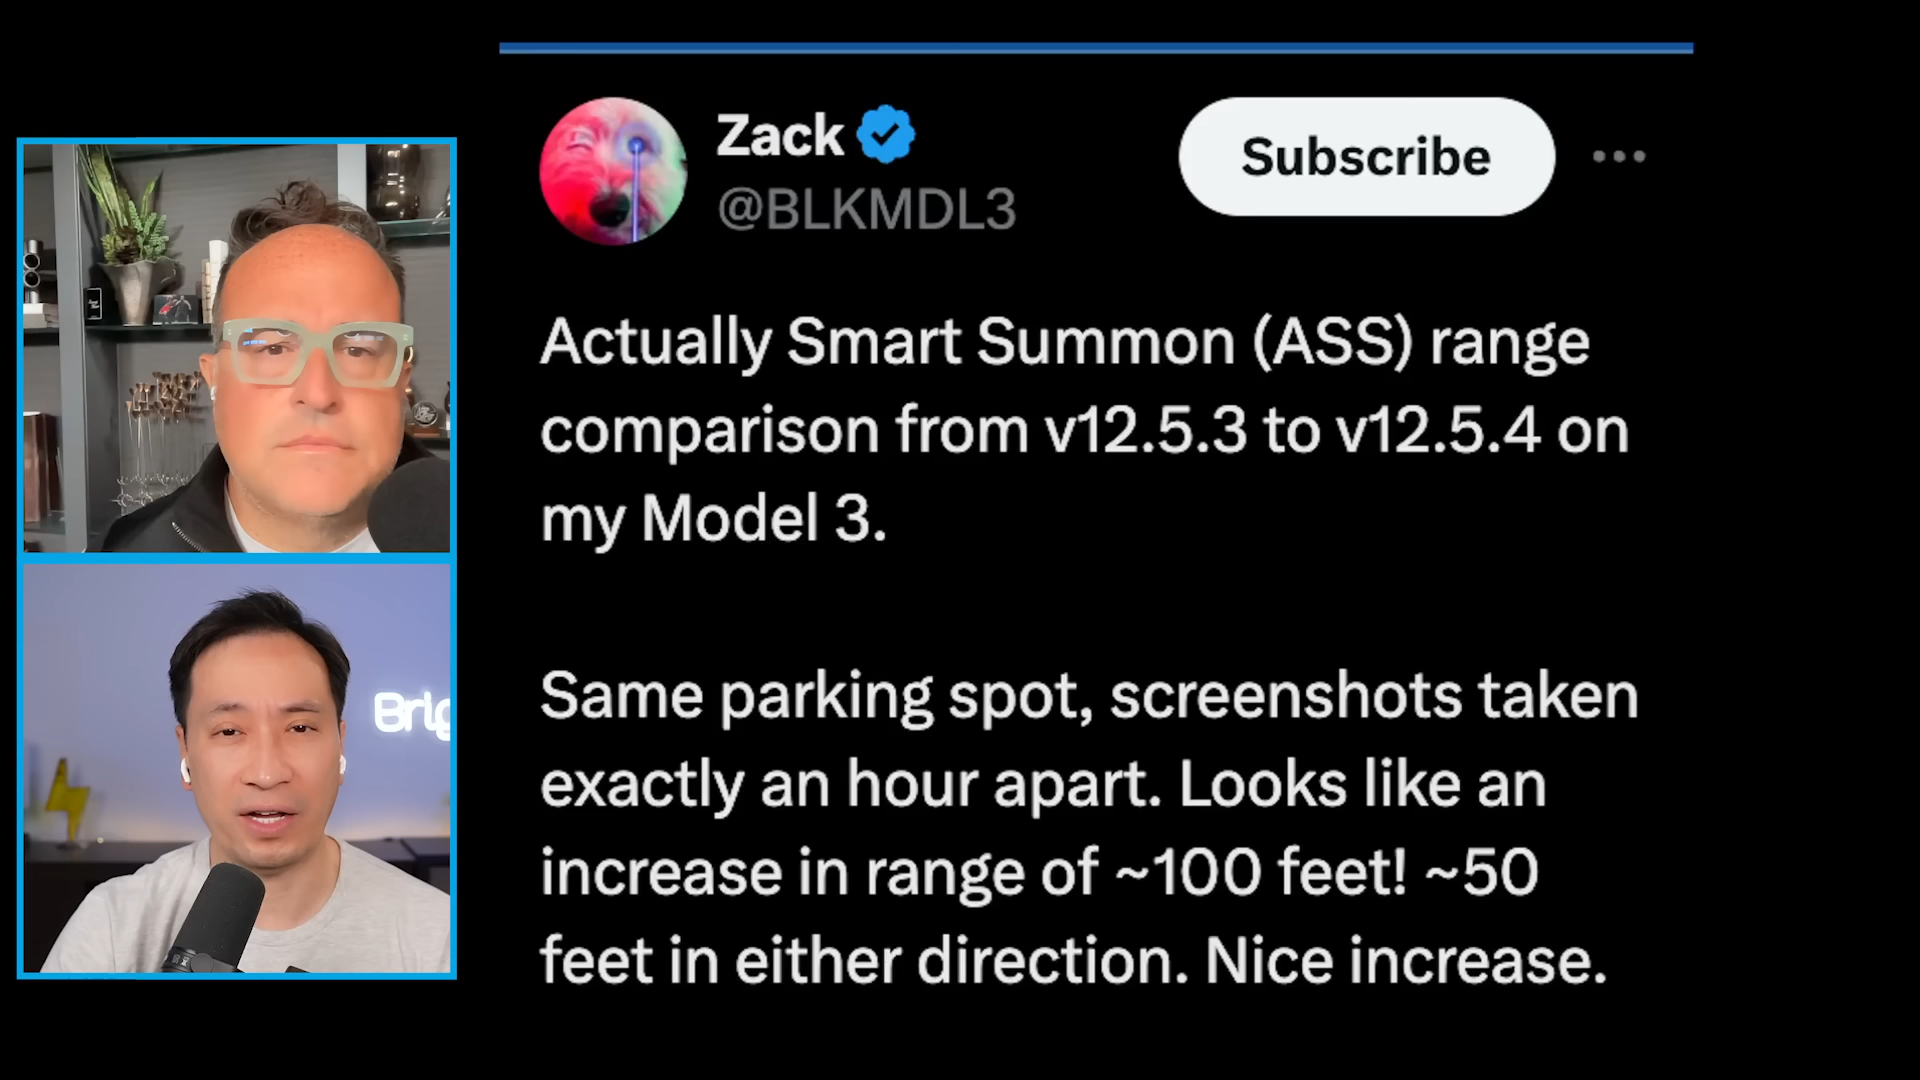 Zack
@BLKMDL3
Subscribe
Actually Smart Summon (ASS) range
comparison from v12.5.3 to v12.5.4 on
my Model 3.
Same parking spot, screenshots taken
exactly an hour apart. Looks like an
increase in range of ~100 feet! ~50
feet in either direction. Nice increase.
Brig